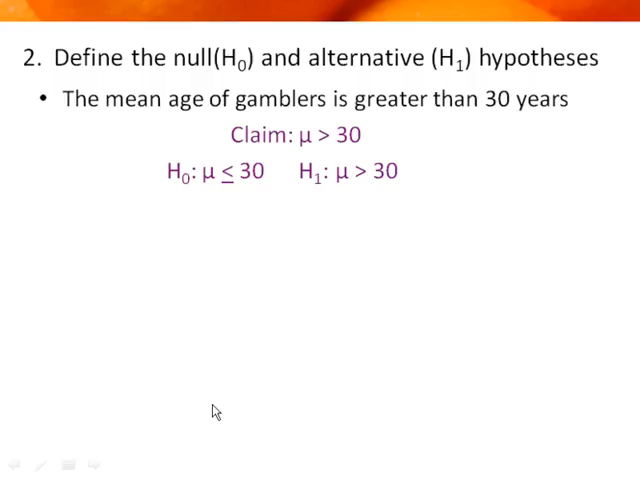 2. Define the null(H₀) and alternative (H₁) hypotheses
• The mean age of gamblers is greater than 30 years
Claim: μ > 30
H₀: μ ≤ 30 H₁: μ > 30